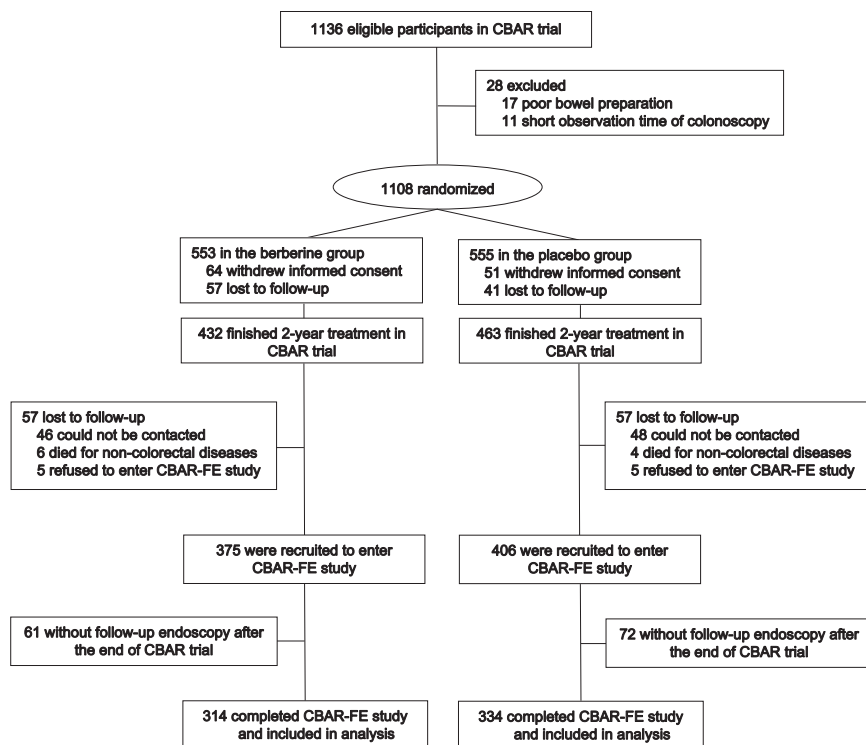 1136 eligible participants in CBAR trial
28 excluded
17 poor bowel preparation
11 short observation time of colonoscopy
1108 randomized
553 in the berberine group
64 withdrew informed consent
57 lost to follow-up
555 in the placebo group
51 withdrew informed consent
41 lost to follow-up
432 finished 2-year treatment in
CBAR trial
463 finished 2-year treatment in
CBAR trial
57 lost to follow-up
46 could not be contacted
6 died for non-colorectal diseases
5 refused to enter CBAR-FE study
57 lost to follow-up
48 could not be contacted
4 died for non-colorectal diseases
5 refused to enter CBAR-FE study
375 were recruited to enter
CBAR-FE study
406 were recruited to enter
CBAR-FE study
61 without follow-up endoscopy after
the end of CBAR trial
72 without follow-up endoscopy after
the end of CBAR trial
314 completed CBAR-FE study
and included in analysis
334 completed CBAR-FE study
and included in analysis